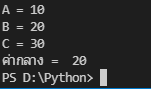 A = 10
B = 20
C = 30
ค่ากลาง =  20
PS D:\Python>